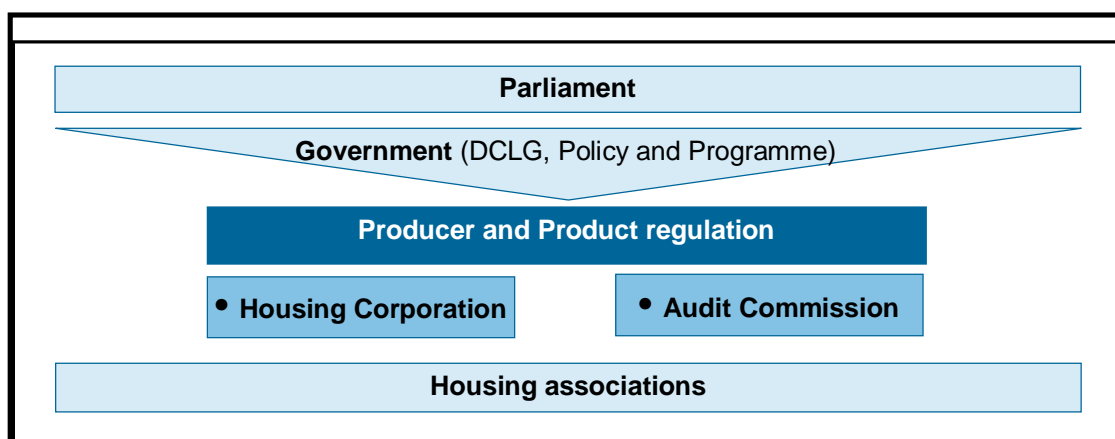 Parliament
Government (DCLG, Policy and Programme)
Producer and Product regulation
• Housing Corporation
• Audit Commission
Housing associations